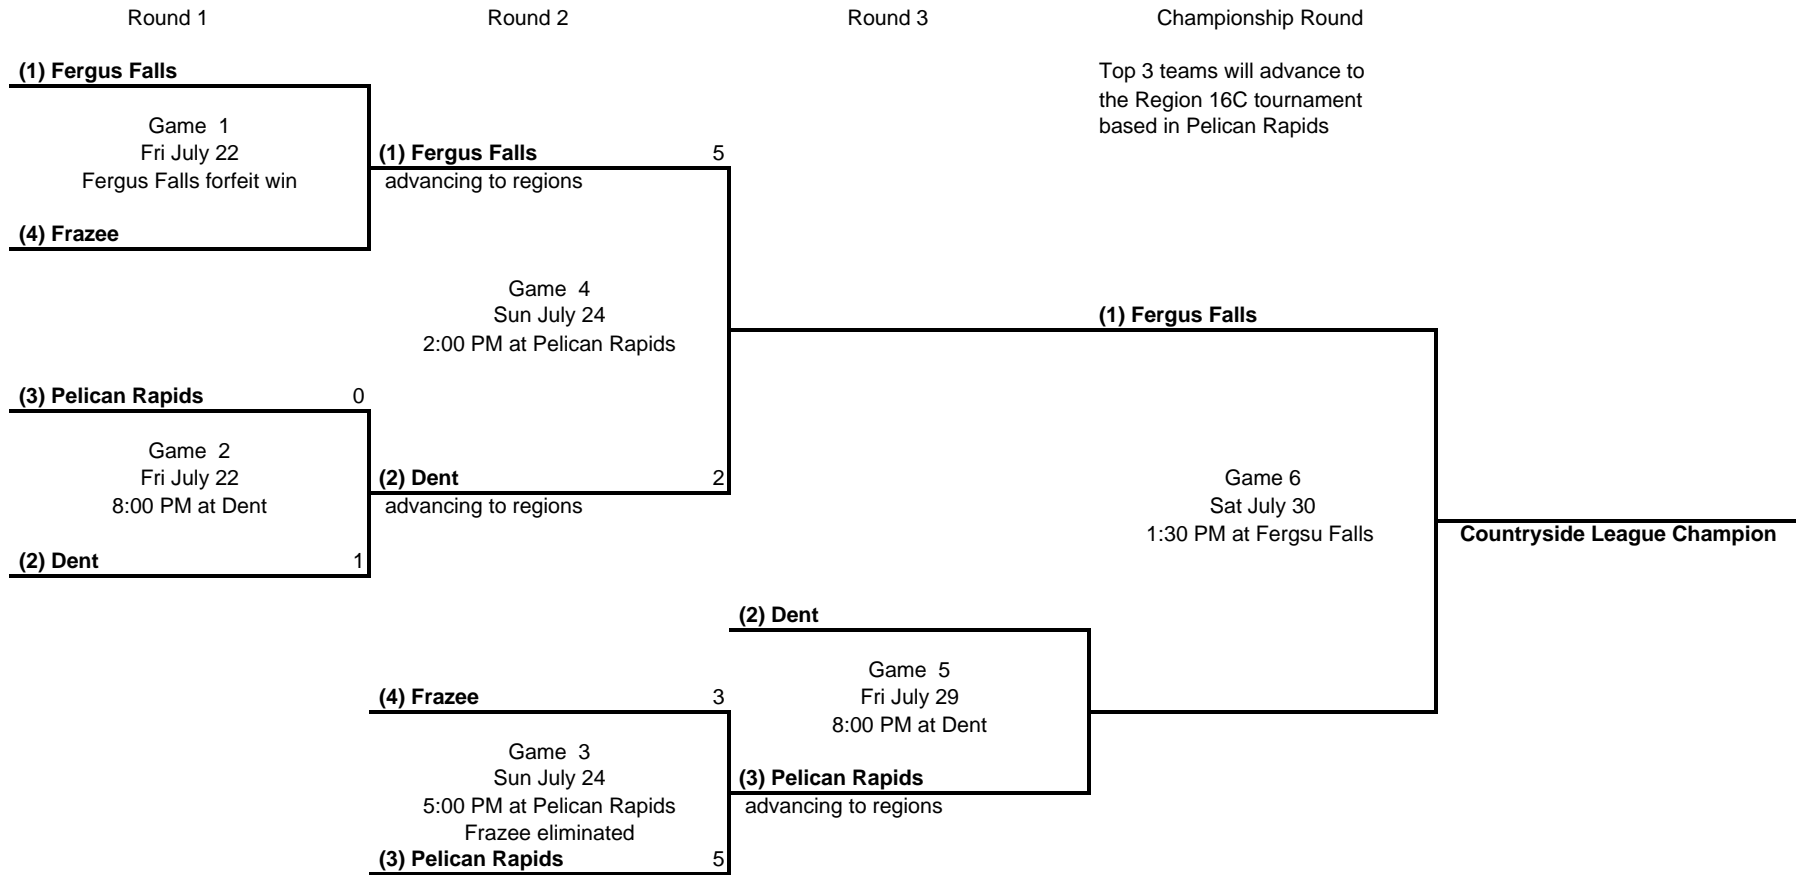 Round 1
Round 2
Round 3
Championship Round
(1) Fergus Falls
Top 3 teams will advance to
the Region 16C tournament
based in Pelican Rapids
Game 1
Fri July 22
Fergus Falls forfeit win
(1) Fergus Falls 5
advancing to regions
(4) Frazee
Game 4
Sun July 24
2:00 PM at Pelican Rapids
(1) Fergus Falls
(3) Pelican Rapids 0
Game 2
Fri July 22
8:00 PM at Dent
(2) Dent 2
advancing to regions
(2) Dent 1
Game 6
Sat July 30
1:30 PM at Fergsu Falls
Countryside League Champion
(2) Dent
Game 5
Fri July 29
8:00 PM at Dent
(4) Frazee 3
Game 3
Sun July 24
5:00 PM at Pelican Rapids
Frazee eliminated
(3) Pelican Rapids
advancing to regions
(3) Pelican Rapids 5